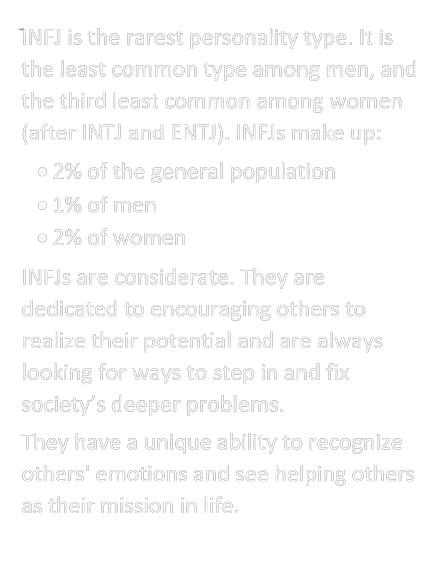 INFJ is the rarest personality type. It is
the least common type among men, and
the third least common among women
(after INTJ and ENTJ). INFJs make up:
○ 2% of the general population
○ 1% of men
○ 2% of women
INFJs are considerate. They are
dedicated to encouraging others to
realize their potential and are always
looking for ways to step in and fix
society’s deeper problems.
They have a unique ability to recognize
others' emotions and see helping others
as their mission in life.